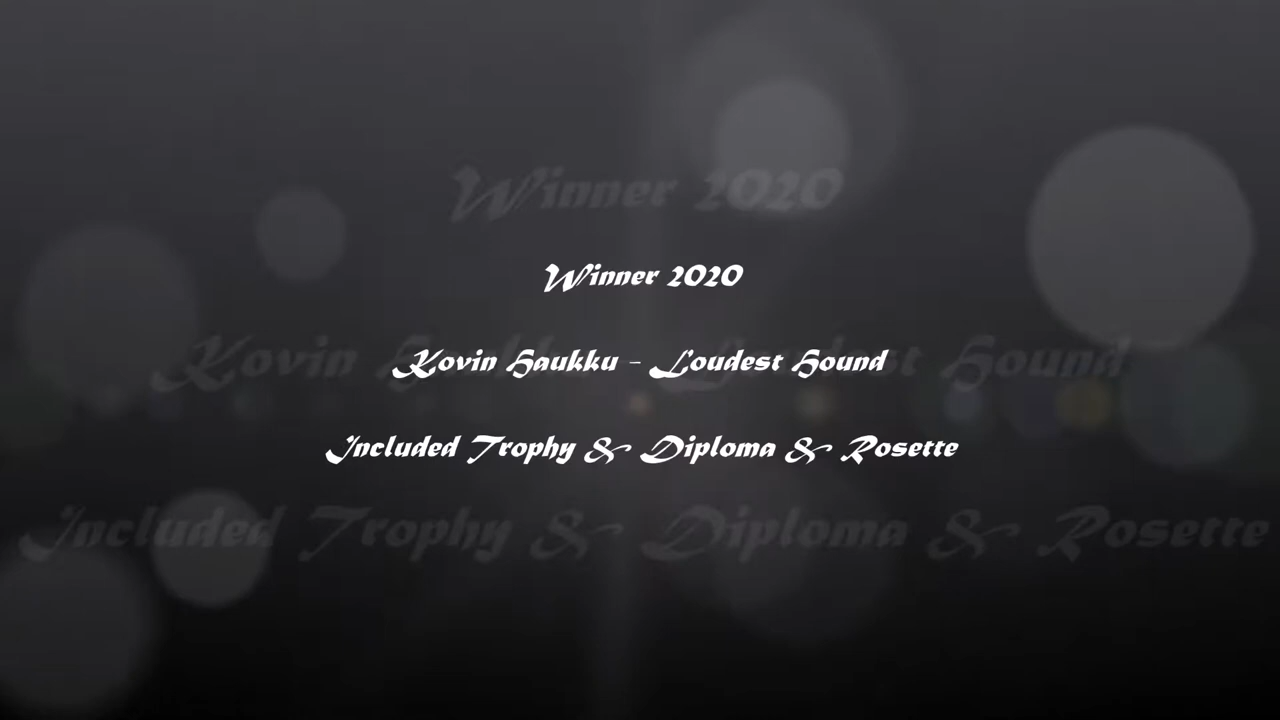 Winner 2020
Kovin Haukku - Loudest Hound
Included Trophy & Diploma & Rosette